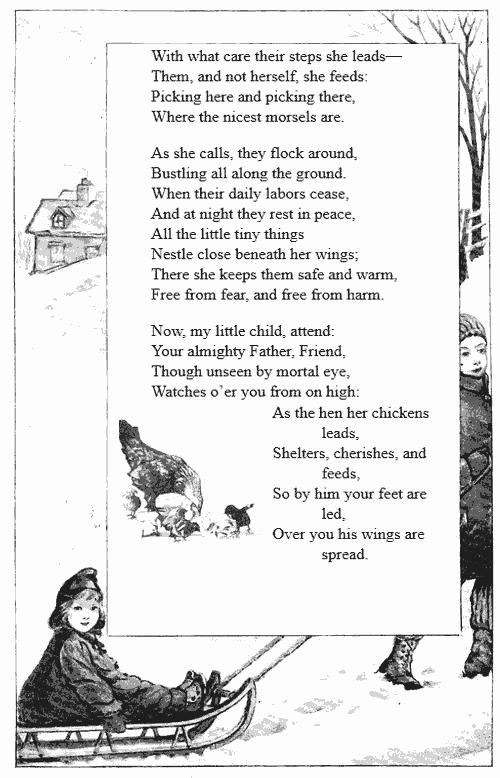 With what care their steps she leads—
Them, and not herself, she feeds:
Picking here and picking there,
Where the nicest morsels are.
As she calls, they flock around,
Bustling all along the ground.
When their daily labors cease,
And at night they rest in peace,
All the little tiny things
Nestle close beneath her wings;
There she keeps them safe and warm,
Free from fear, and free from harm.
Now, my little child, attend:
Your almighty Father, Friend,
Though unseen by mortal eye,
Watches o’er you from on high:
As the hen her chickens
leads,
Shelters, cherishes, and
feeds,
So by him your feet are
led,
Over you his wings are
spread.